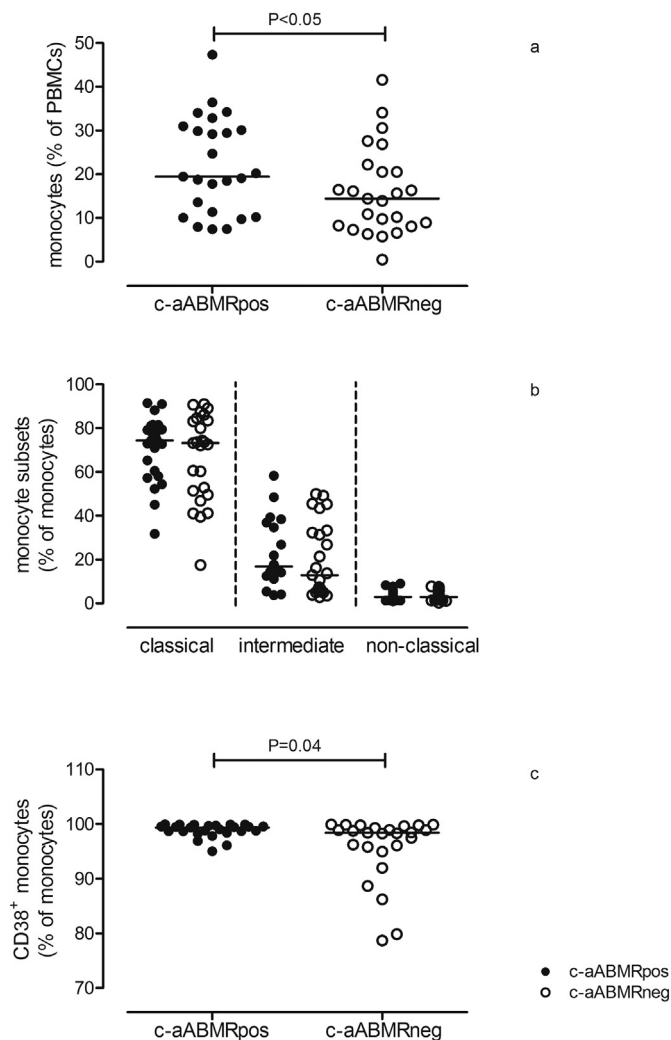 P<0.05
a
monocytes (% of PBMCs)
50
40
30
20
10
0
c-aABMRpos
c-aABMRneg
b
monocyte subsets
(% of monocytes)
100
80
60
40
20
0
classical
intermediate
non-classical
P=0.04
c
CD38+ monocytes
(% of monocytes)
110
100
90
80
70
c-aABMRpos
c-aABMRneg
c-aABMRpos
c-aABMRneg